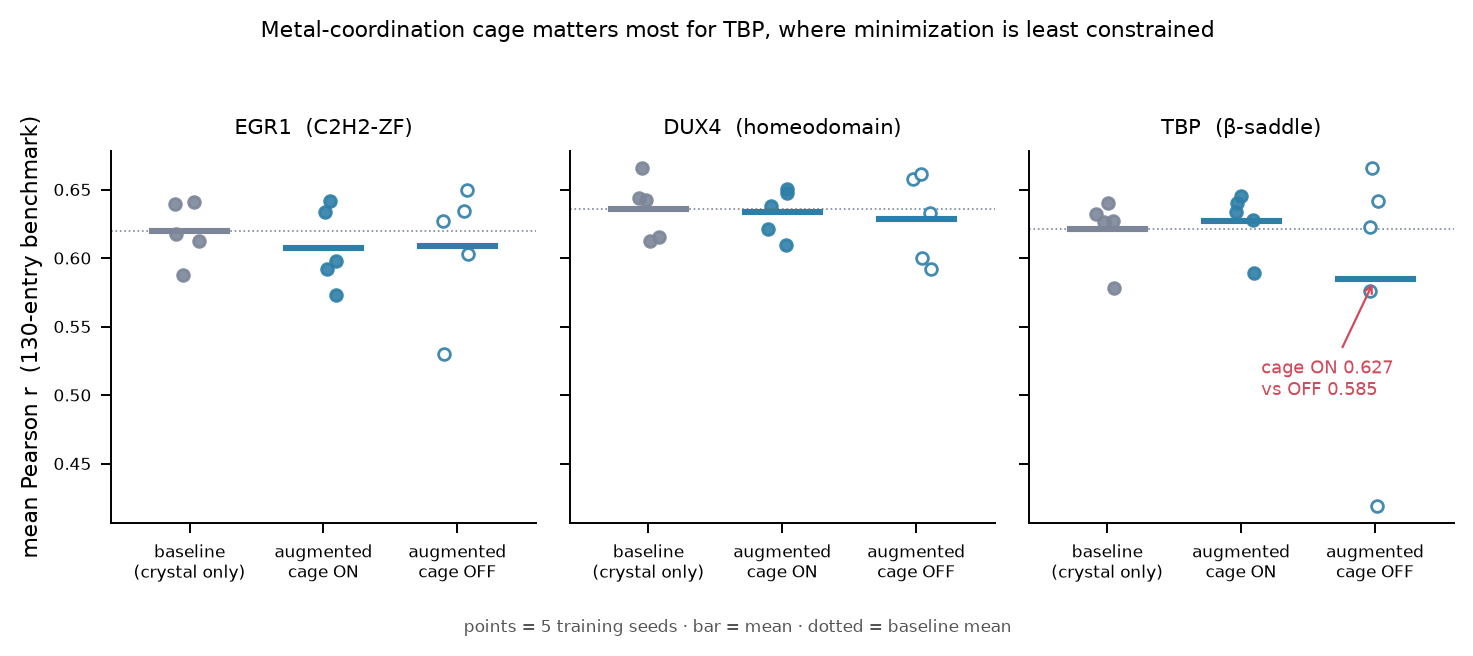 Metal-coordination cage matters most for TBP, where minimization is least constrained
EGR1 (C2H2-ZF)
DUX4 (homeodomain)
TBP (β-saddle)
mean Pearson r (130-entry benchmark)
0.65
0.60
0.55
0.50
0.45
cage ON 0.627
vs OFF 0.585
baseline
(crystal only)
augmented
cage ON
augmented
cage OFF
baseline
(crystal only)
augmented
cage ON
augmented
cage OFF
baseline
(crystal only)
augmented
cage ON
augmented
cage OFF
points = 5 training seeds · bar = mean · dotted = baseline mean